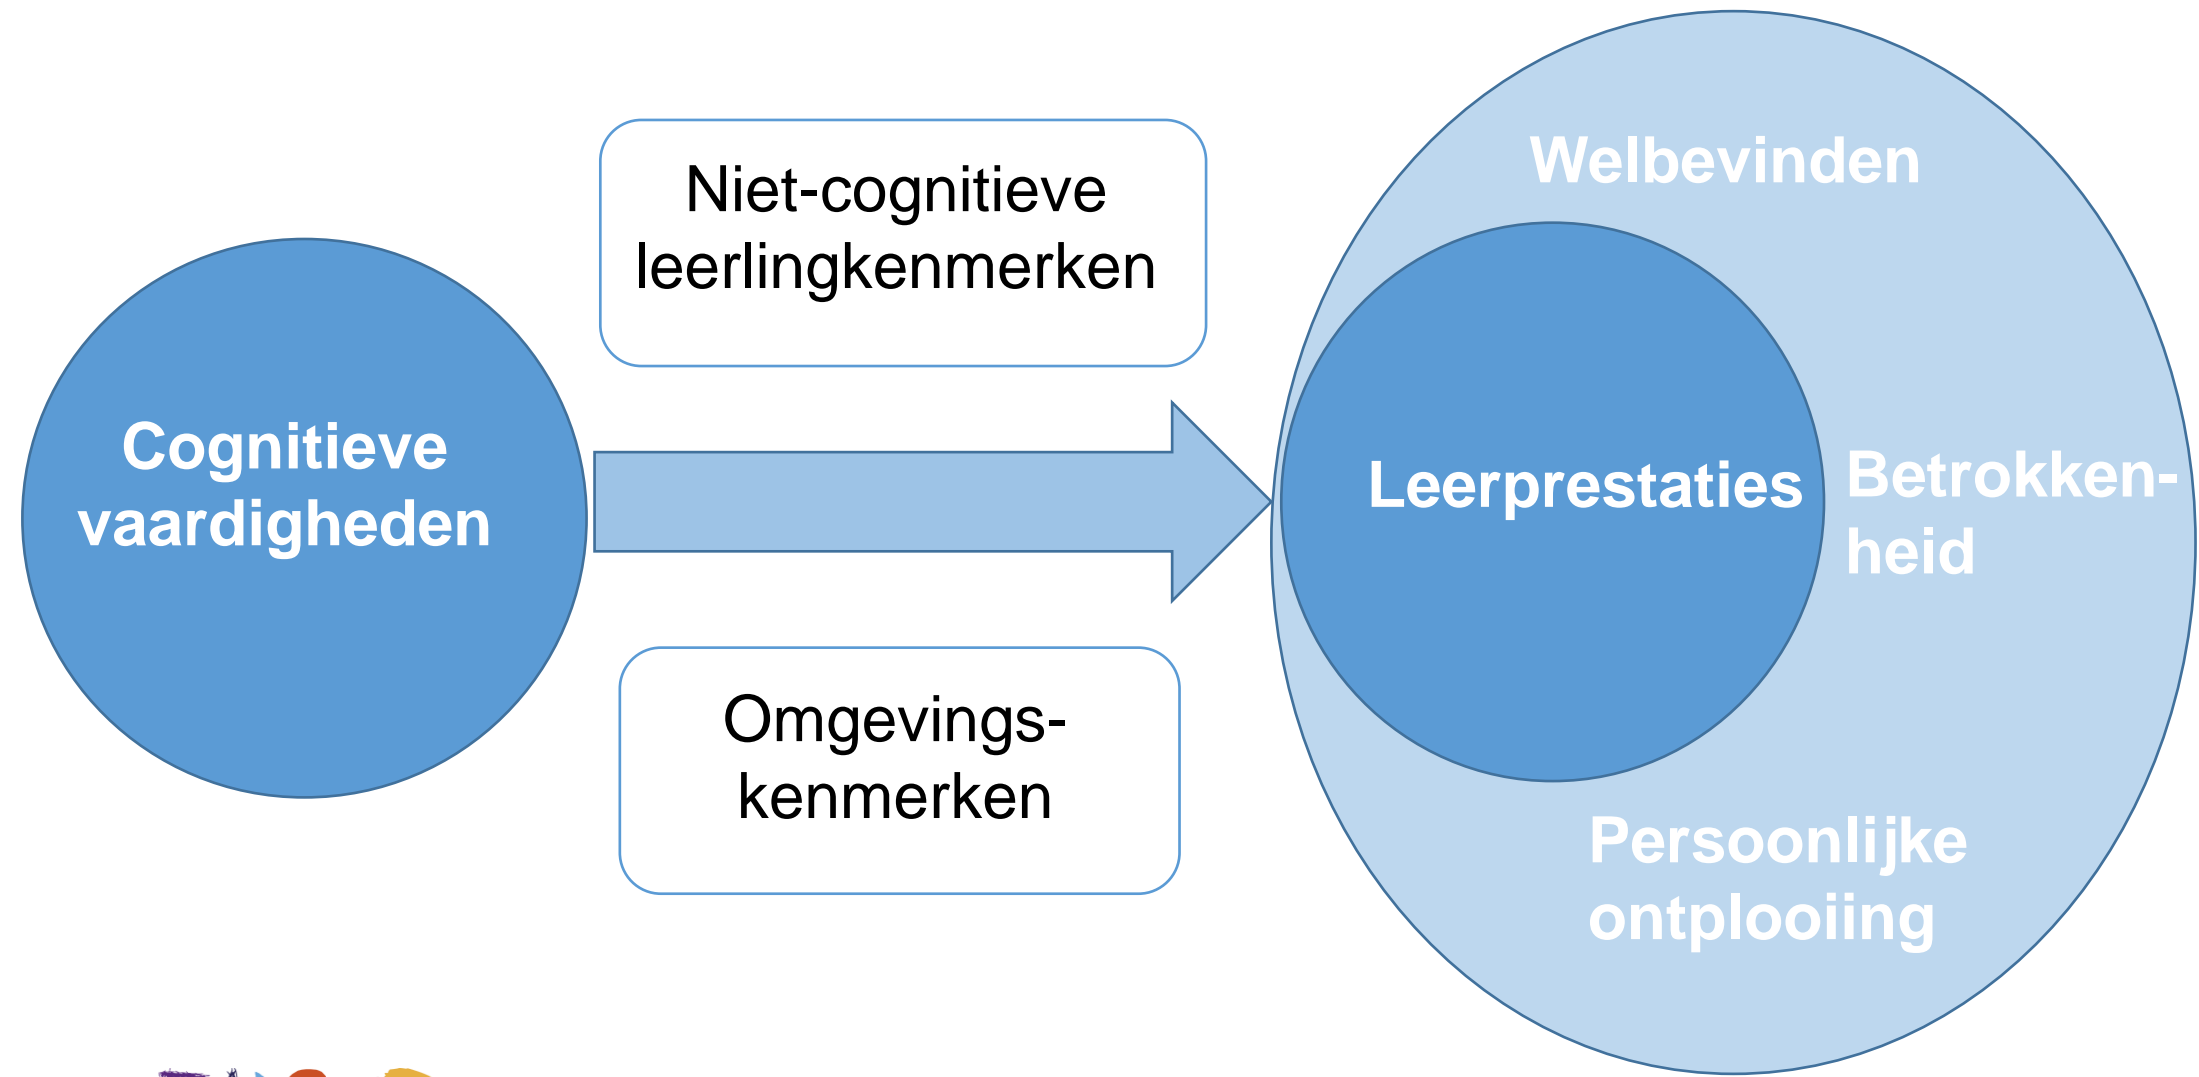 Cognitieve
vaardigheden
Niet-cognitieve
leerlingkenmerken
Omgevings-
kenmerken
Welbevinden
Leerprestaties
Betrokken-
heid
Persoonlijke
ontplooiing